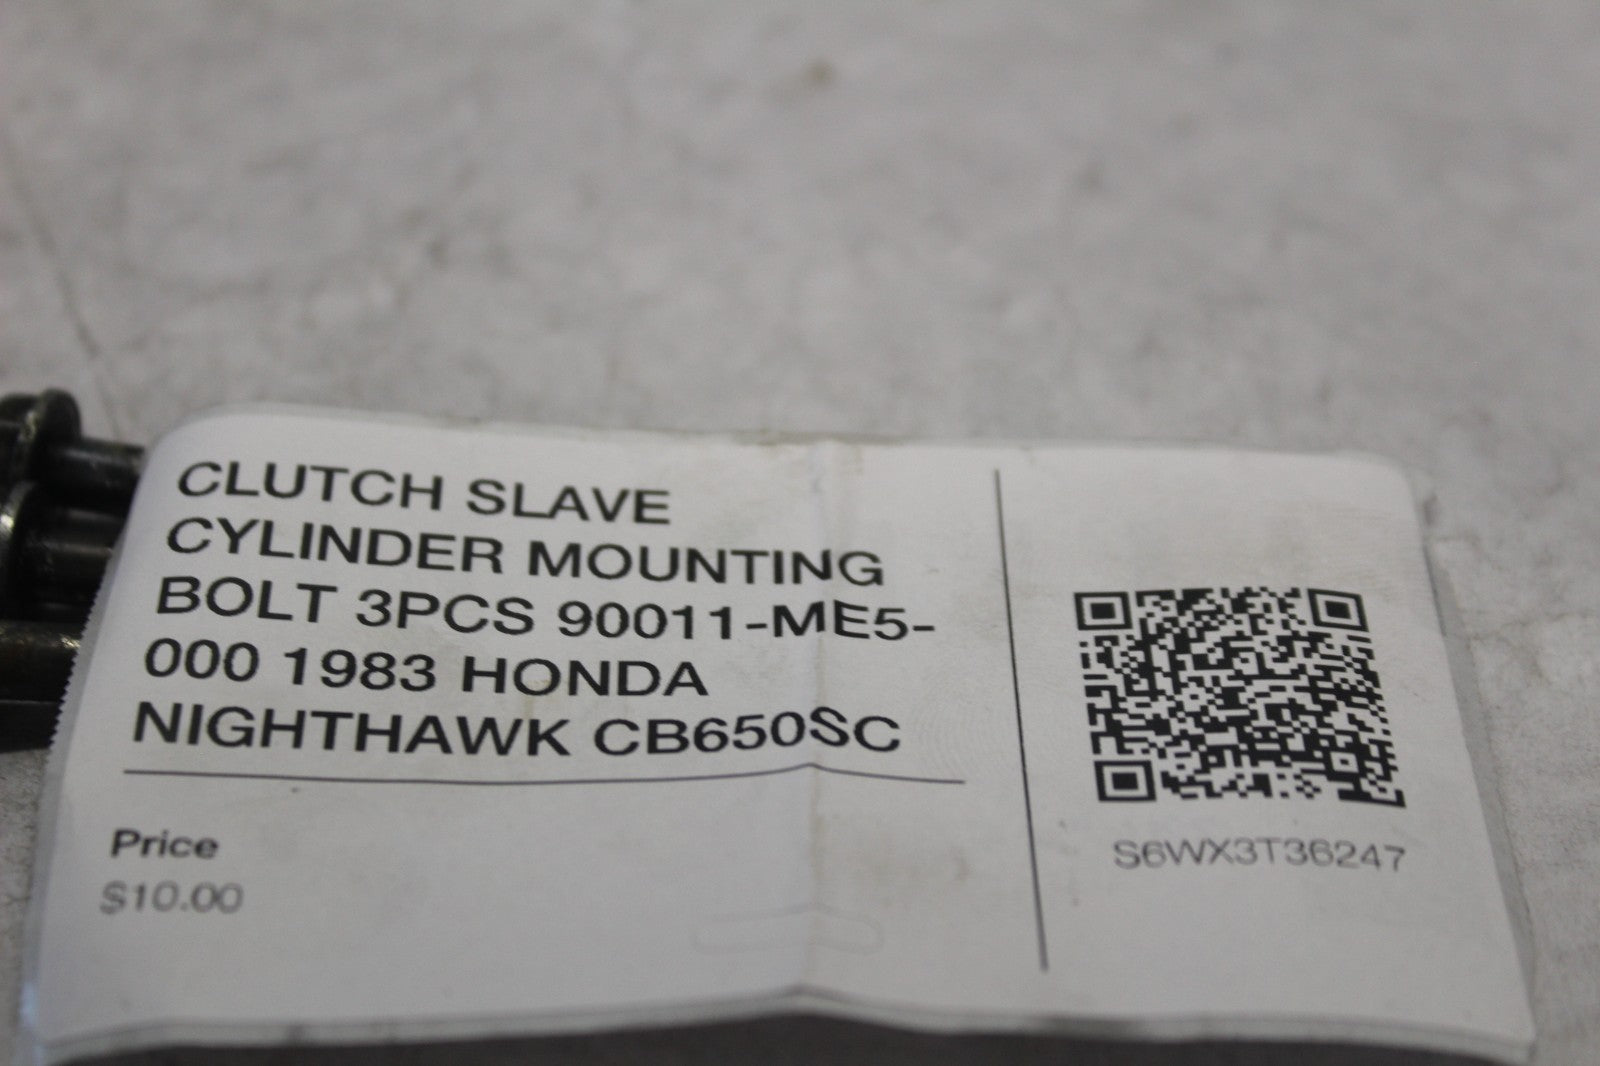 CLUTCH SLAVE
CYLINDER MOUNTING
BOLT 3PCS 90011-ME5-
000 1983 HONDA
NIGHTHAWK CB650SC
Price
$10.00
S6WX3T36247